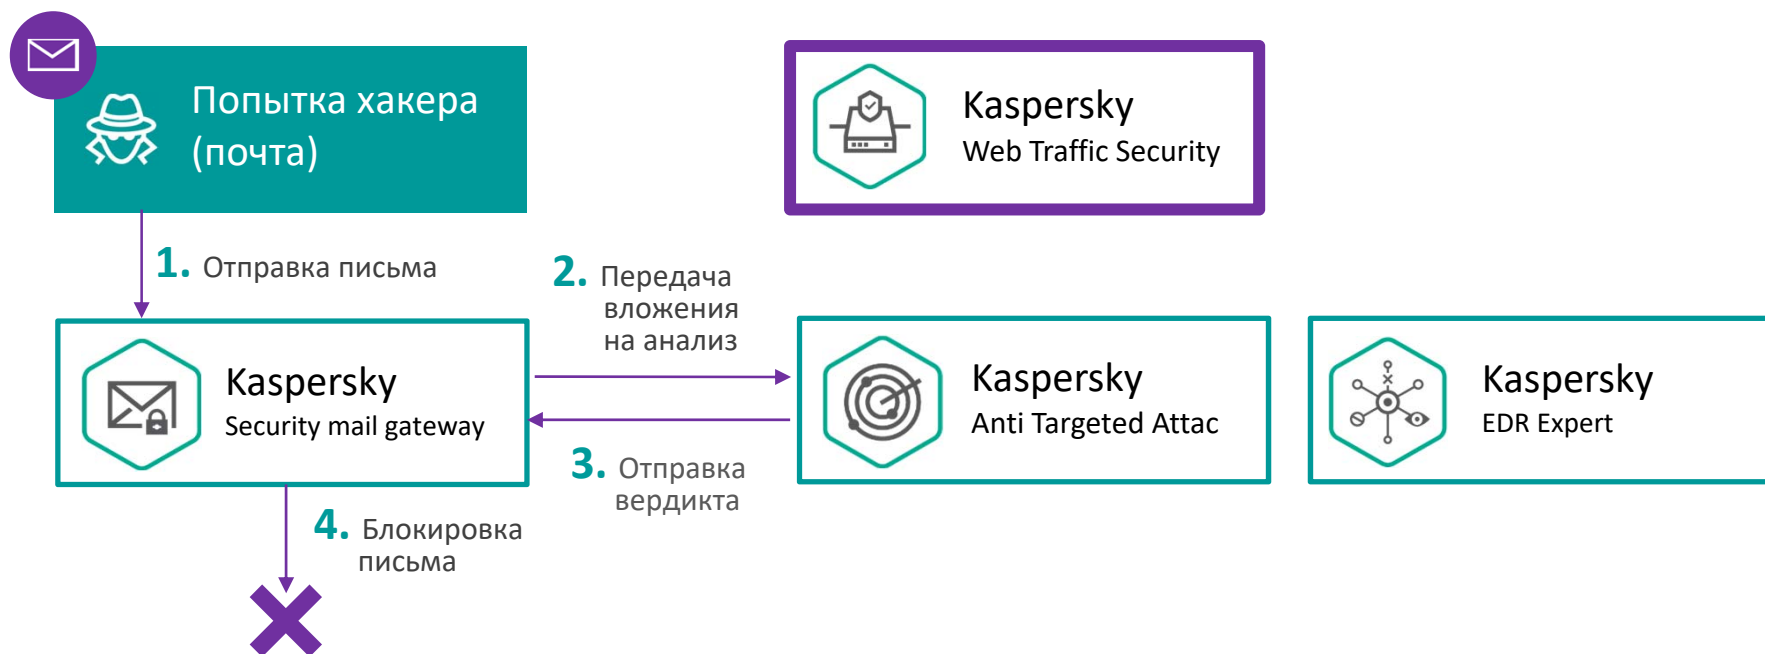 Попытка хакера
(почта)
Kaspersky
Web Traffic Security
1. Отправка письма
2. Передача
вложения
на анализ
Kaspersky
Security mail gateway
Kaspersky
Anti Targeted Attac
Kaspersky
EDR Expert
3. Отправка
вердикта
4. Блокировка
письма